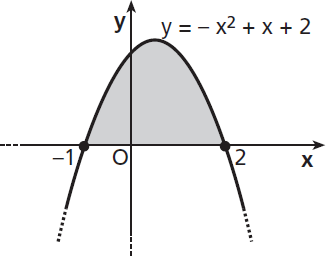 y
y = – x² + x + 2
–1
O
2
x